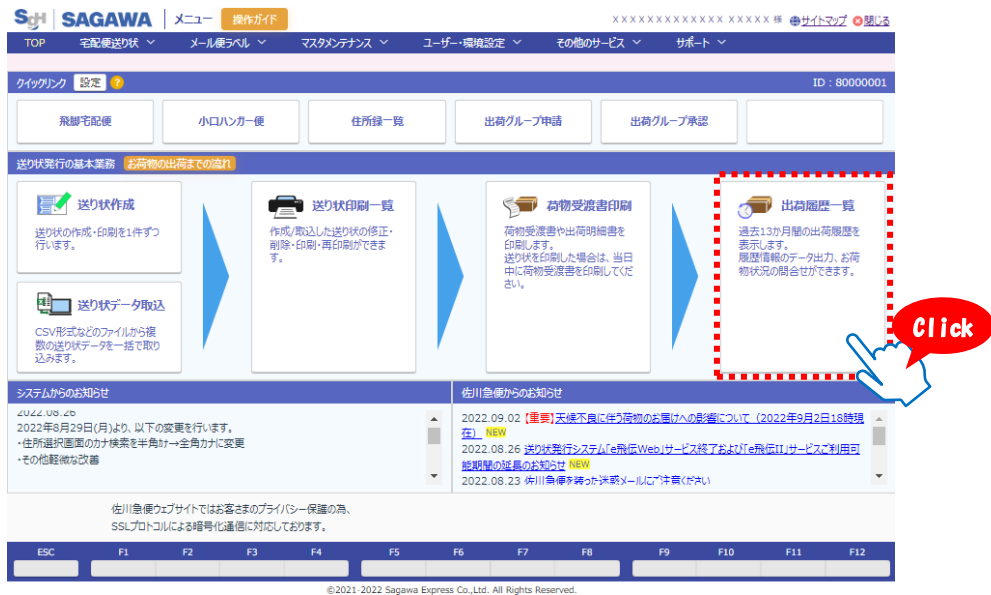 SgH SAGAWA メニュー 操作ガイド XXXXXXXXXXXXX XXXXX 様 サイトマップ 閉じる
TOP 宅配便送り状 メール便ラベル マスタメンテナンス ユーザー・環境設定 その他のサービス サポート
クイックリンク 設定 ? ID : 80000001
飛脚宅配便 小口ハンガー便 住所録一覧 出荷グループ申請 出荷グループ承認
送り状発行の基本業務 お荷物の出荷までの流れ
送り状作成
送り状の作成・印刷を1件ずつ
行います。
送り状データ取込
CSV形式などのファイルから複
数の送り状データを一括で取り
込みます。
送り状印刷一覧
作成/取込した送り状の修正・
削除・印刷・再印刷ができま
す。
荷物受渡書印刷
荷物受渡書や出荷明細書を
印刷します。
送り状を印刷した場合は、当日
中に荷物受渡書を印刷してくだ
さい。
出荷履歴一覧
過去13か月間の出荷履歴を
表示します。
履歴情報のデータ出力、お荷
物状況の問合せができます。
Click
システムからのお知らせ
2022.08.26
2022年8月29日(月)より、以下の変更を行います。
・住所選択画面のカナ検索を半角ｶﾅ→全角カナに変更
・その他軽微な改善
佐川急便からのお知らせ
2022.09.02 【重要】天候不良に伴う荷物のお届けへの影響について（2022年9月2日18時現
在） NEW
2022.08.26 送り状発行システム「e飛伝Web」サービス終了および「e飛伝II」サービスご利用可
能期間の延長のお知らせ NEW
2022.08.23 佐川急便を装った迷惑メールにご注意ください
佐川急便ウェブサイトではお客さまのプライバシー保護の為、
SSLプロトコルによる暗号化通信に対応しております。
ESC F1 F2 F3 F4 F5 F6 F7 F8 F9 F10 F11 F12
©2021-2022 Sagawa Express Co.,Ltd. All Rights Reserved.